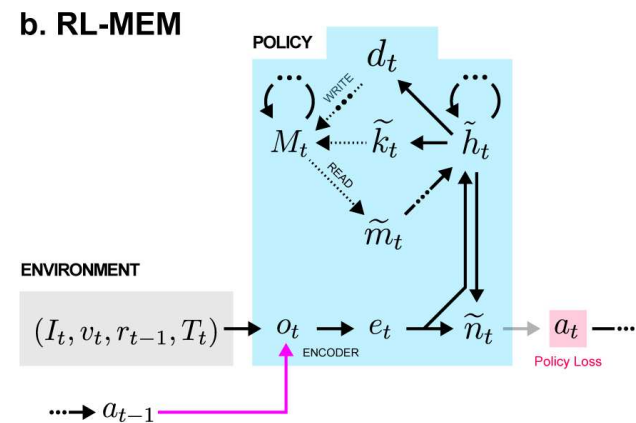 b. RL-MEM
POLICY
d_t
WRITE
M_t
k̃_t
h̃_t
READ
m̃_t
ENVIRONMENT
(I_t, v_t, r_{t-1}, T_t)
o_t
e_t
ñ_t
a_t
ENCODER
Policy Loss
a_{t-1}